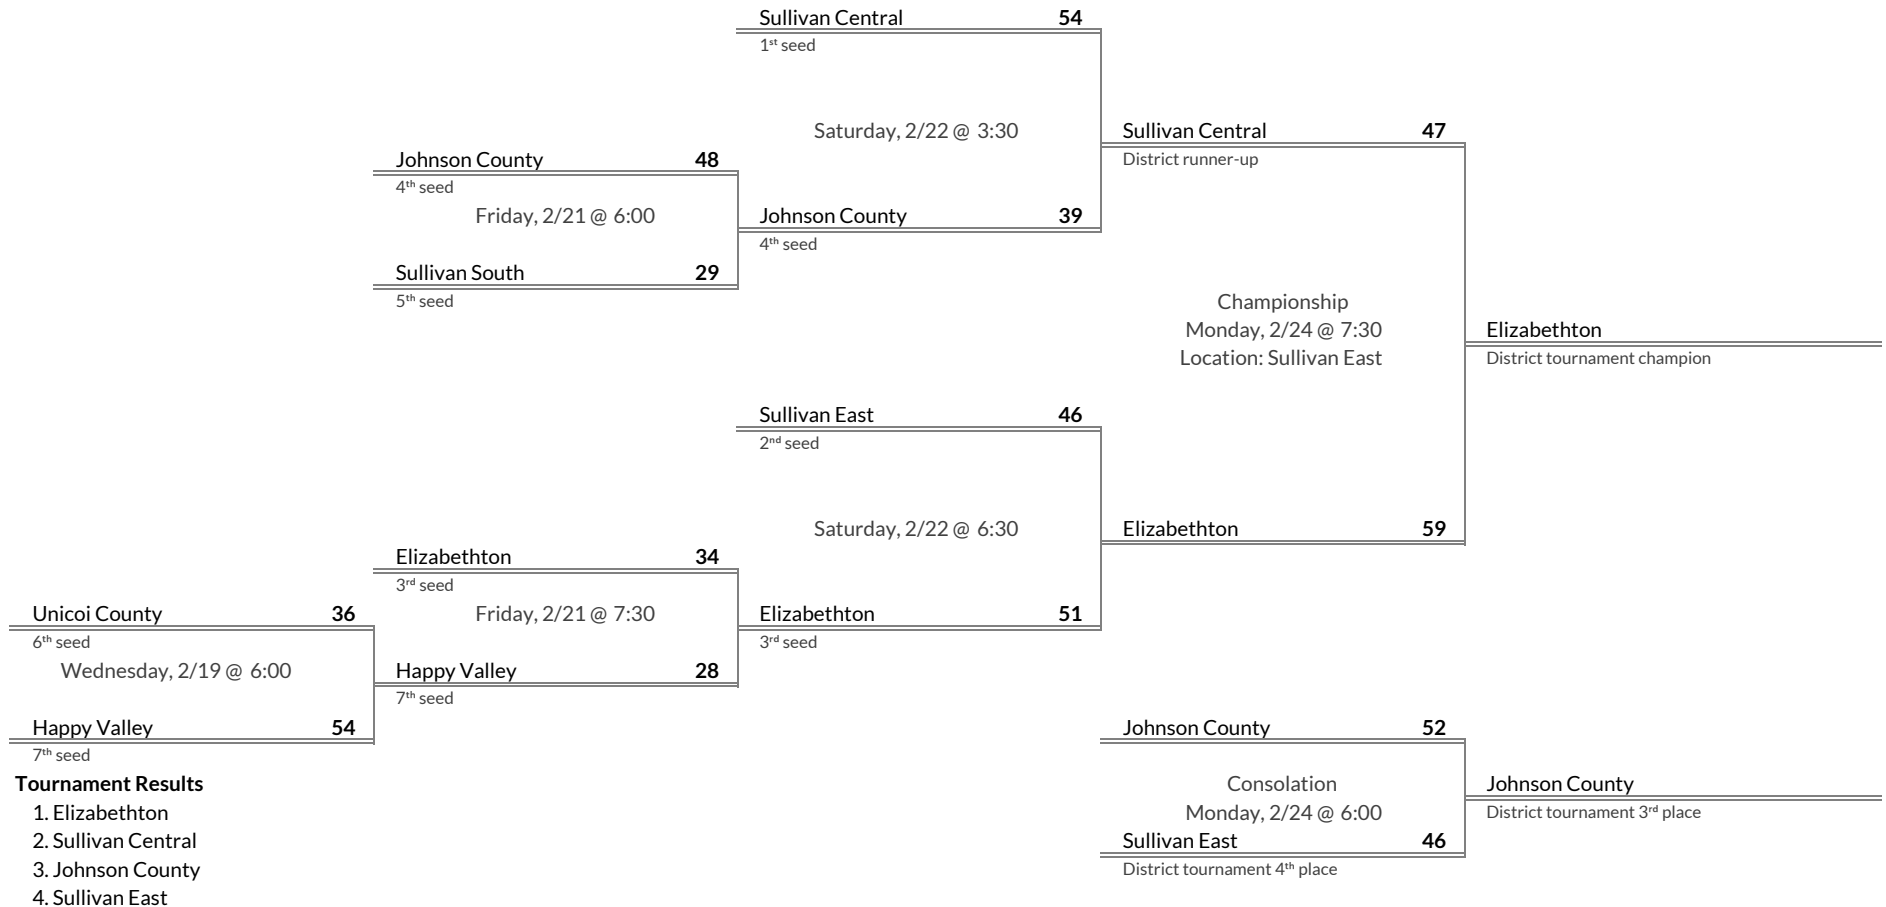 Sullivan Central 54
1st seed
Saturday, 2/22 @ 3:30
Sullivan Central 47
District runner-up
Johnson County 48
4th seed
Friday, 2/21 @ 6:00
Johnson County 39
4th seed
Sullivan South 29
5th seed
Championship
Monday, 2/24 @ 7:30
Location: Sullivan East
Elizabethton
District tournament champion
Sullivan East 46
2nd seed
Saturday, 2/22 @ 6:30
Elizabethton 59
Elizabethton 34
3rd seed
Friday, 2/21 @ 7:30
Elizabethton 51
3rd seed
Unicoi County 36
6th seed
Wednesday, 2/19 @ 6:00
Happy Valley 28
7th seed
Happy Valley 54
7th seed
Johnson County 52
Consolation
Monday, 2/24 @ 6:00
Johnson County
District tournament 3rd place
Sullivan East 46
District tournament 4th place
Tournament Results
1. Elizabethton
2. Sullivan Central
3. Johnson County
4. Sullivan East